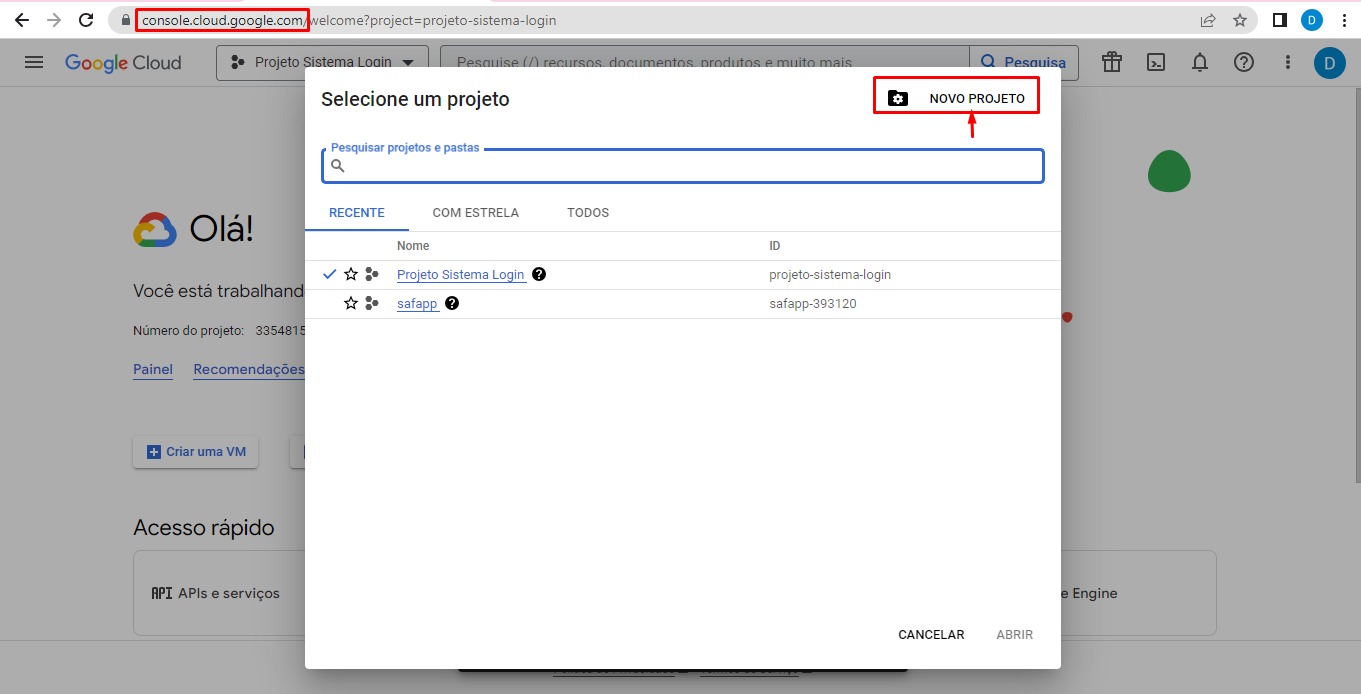 console.cloud.google.com/welcome?project=projeto-sistema-login
D
Google Cloud
Projeto Sistema Login
Pesquise (/) recursos, documentos, produtos e muito mais
Pesquisa
D
Selecione um projeto
NOVO PROJETO
Pesquisar projetos e pastas
RECENTE COM ESTRELA TODOS
Nome ID
Projeto Sistema Login projeto-sistema-login
safapp safapp-393120
Olá!
Você está trabalhand
Número do projeto: 3354815
Painel Recomendações
Criar uma VM
Acesso rápido
API APIs e serviços
e Engine
CANCELAR ABRIR